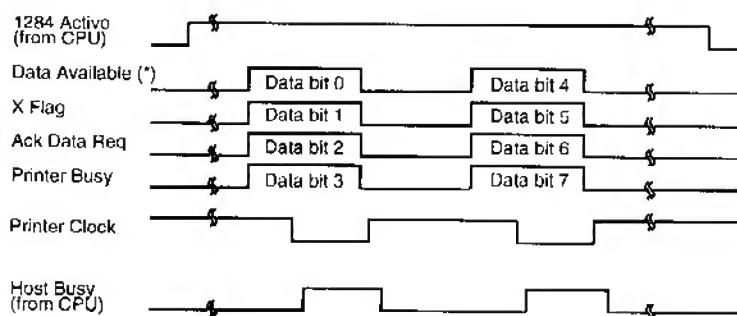 1284 Activo
(from CPU)
Data Available (*)
Data bit 0
Data bit 4
X Flag
Data bit 1
Data bit 5
Ack Data Req
Data bit 2
Data bit 6
Printer Busy
Data bit 3
Data bit 7
Printer Clock
Host Busy
(from CPU)